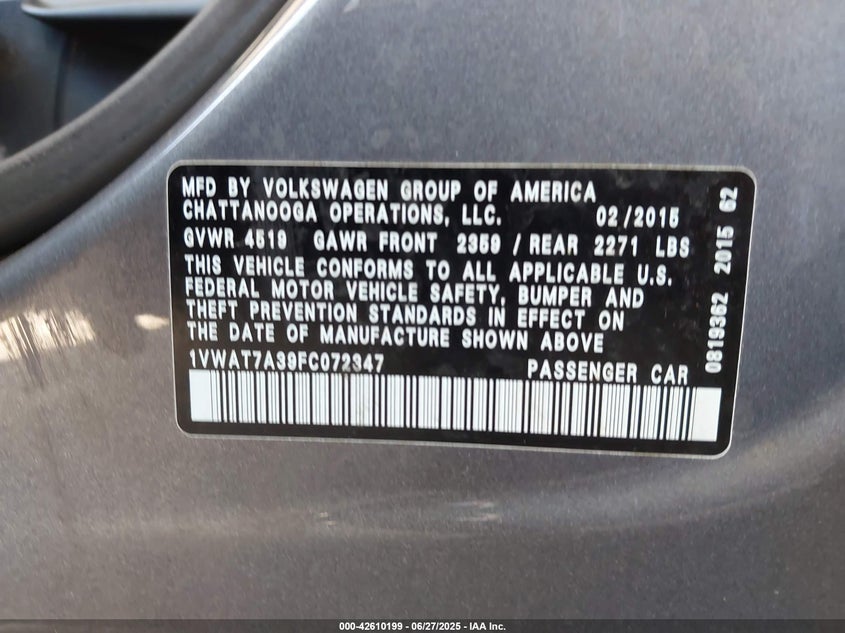 MFD BY VOLKSWAGEN GROUP OF AMERICA
CHATTANOOGA OPERATIONS, LLC. 02/2015
GVWR 4519 GAWR FRONT 2359 / REAR 2271 LBS
THIS VEHICLE CONFORMS TO ALL APPLICABLE U.S.
FEDERAL MOTOR VEHICLE SAFETY, BUMPER AND
THEFT PREVENTION STANDARDS IN EFFECT ON
THE DATE OF MANUFACTURE SHOWN ABOVE
1VWAT7A39FC072347 PASSENGER CAR
0819362 2015 62
000-42610199 - 06/27/2025 - IAA Inc.